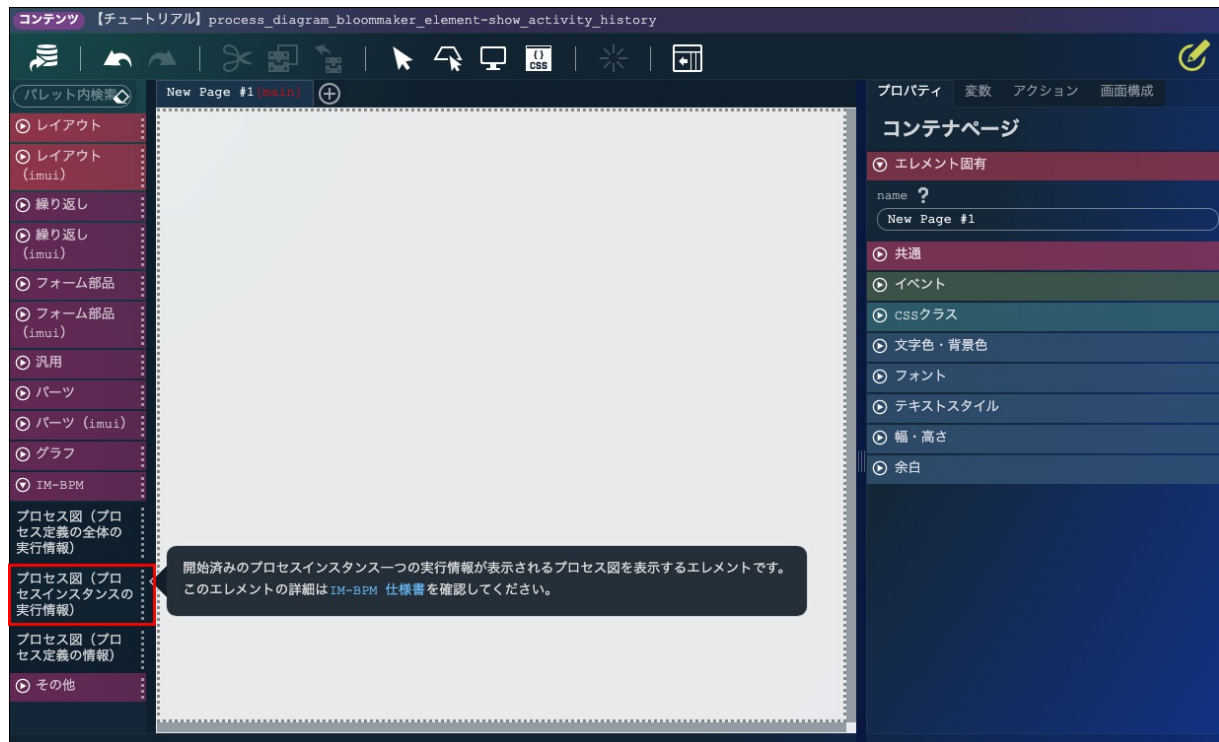 コンテンツ 【チュートリアル】process_diagram_bloommaker_element-show_activity_history
{} CSS
パレット内検索
New Page #1[main]
レイアウト
レイアウト
(imui)
繰り返し
繰り返し
(imui)
フォーム部品
フォーム部品
(imui)
汎用
パーツ
パーツ (imui)
グラフ
IM-BPM
プロセス図 (プロ
セス定義の全体の
実行情報)
プロセス図 (プロ
セスインスタンスの
実行情報)
プロセス図 (プロ
セス定義の情報)
その他
開始済みのプロセスインスタンス一つの実行情報が表示されるプロセス図を表示するエレメントです。
このエレメントの詳細はIM-BPM 仕様書を確認してください。
プロパティ 変数 アクション 画面構成
コンテナページ
エレメント固有
name ?
New Page #1
共通
イベント
CSSクラス
文字色・背景色
フォント
テキストスタイル
幅・高さ
余白